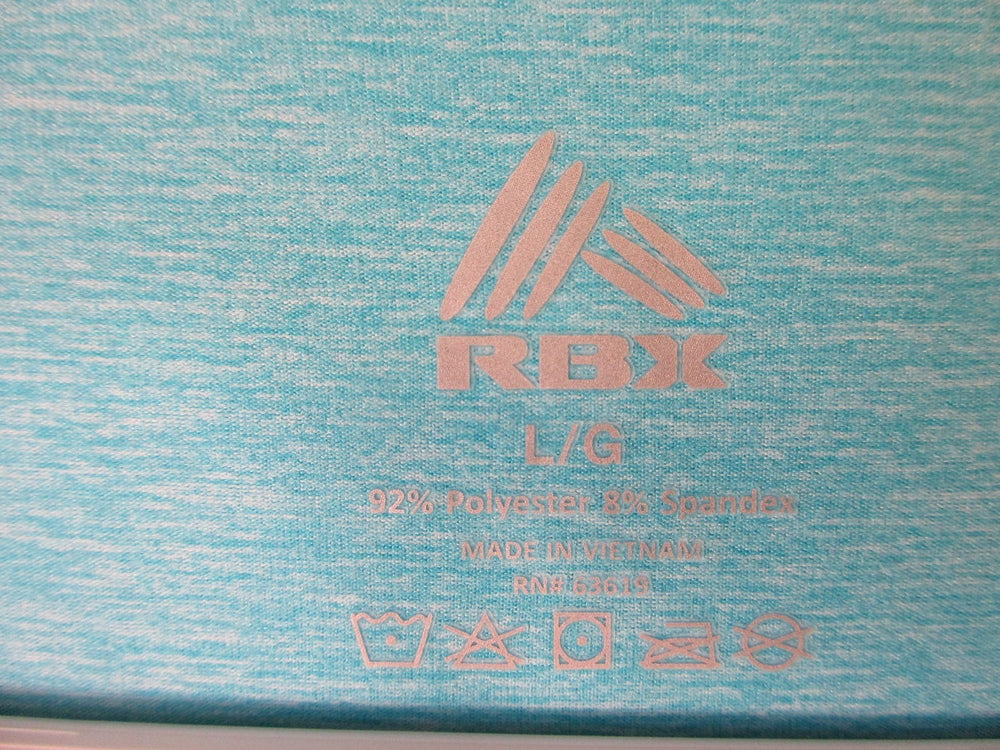 RBX
L/G
92% Polyester 8% Spandex
MADE IN VIETNAM
RN# 63619